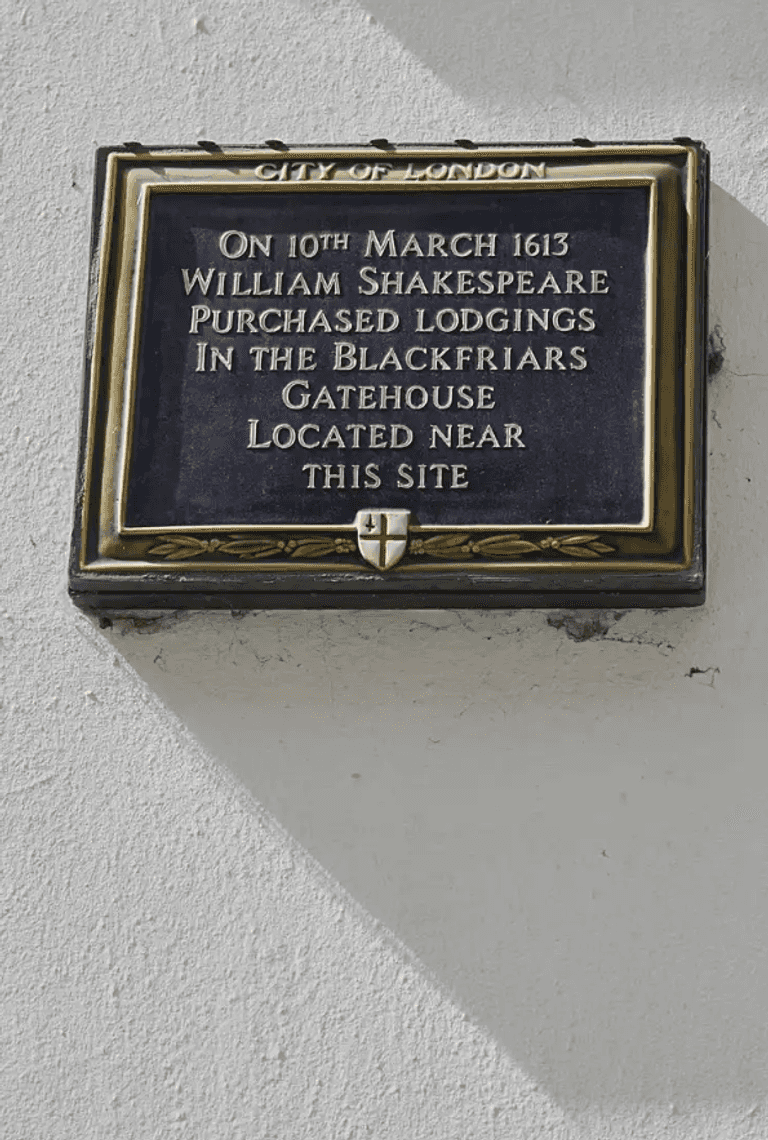 CITY OF LONDON
ON 10TH MARCH 1613
WILLIAM SHAKESPEARE
PURCHASED LODGINGS
IN THE BLACKFRIARS
GATEHOUSE
LOCATED NEAR
THIS SITE